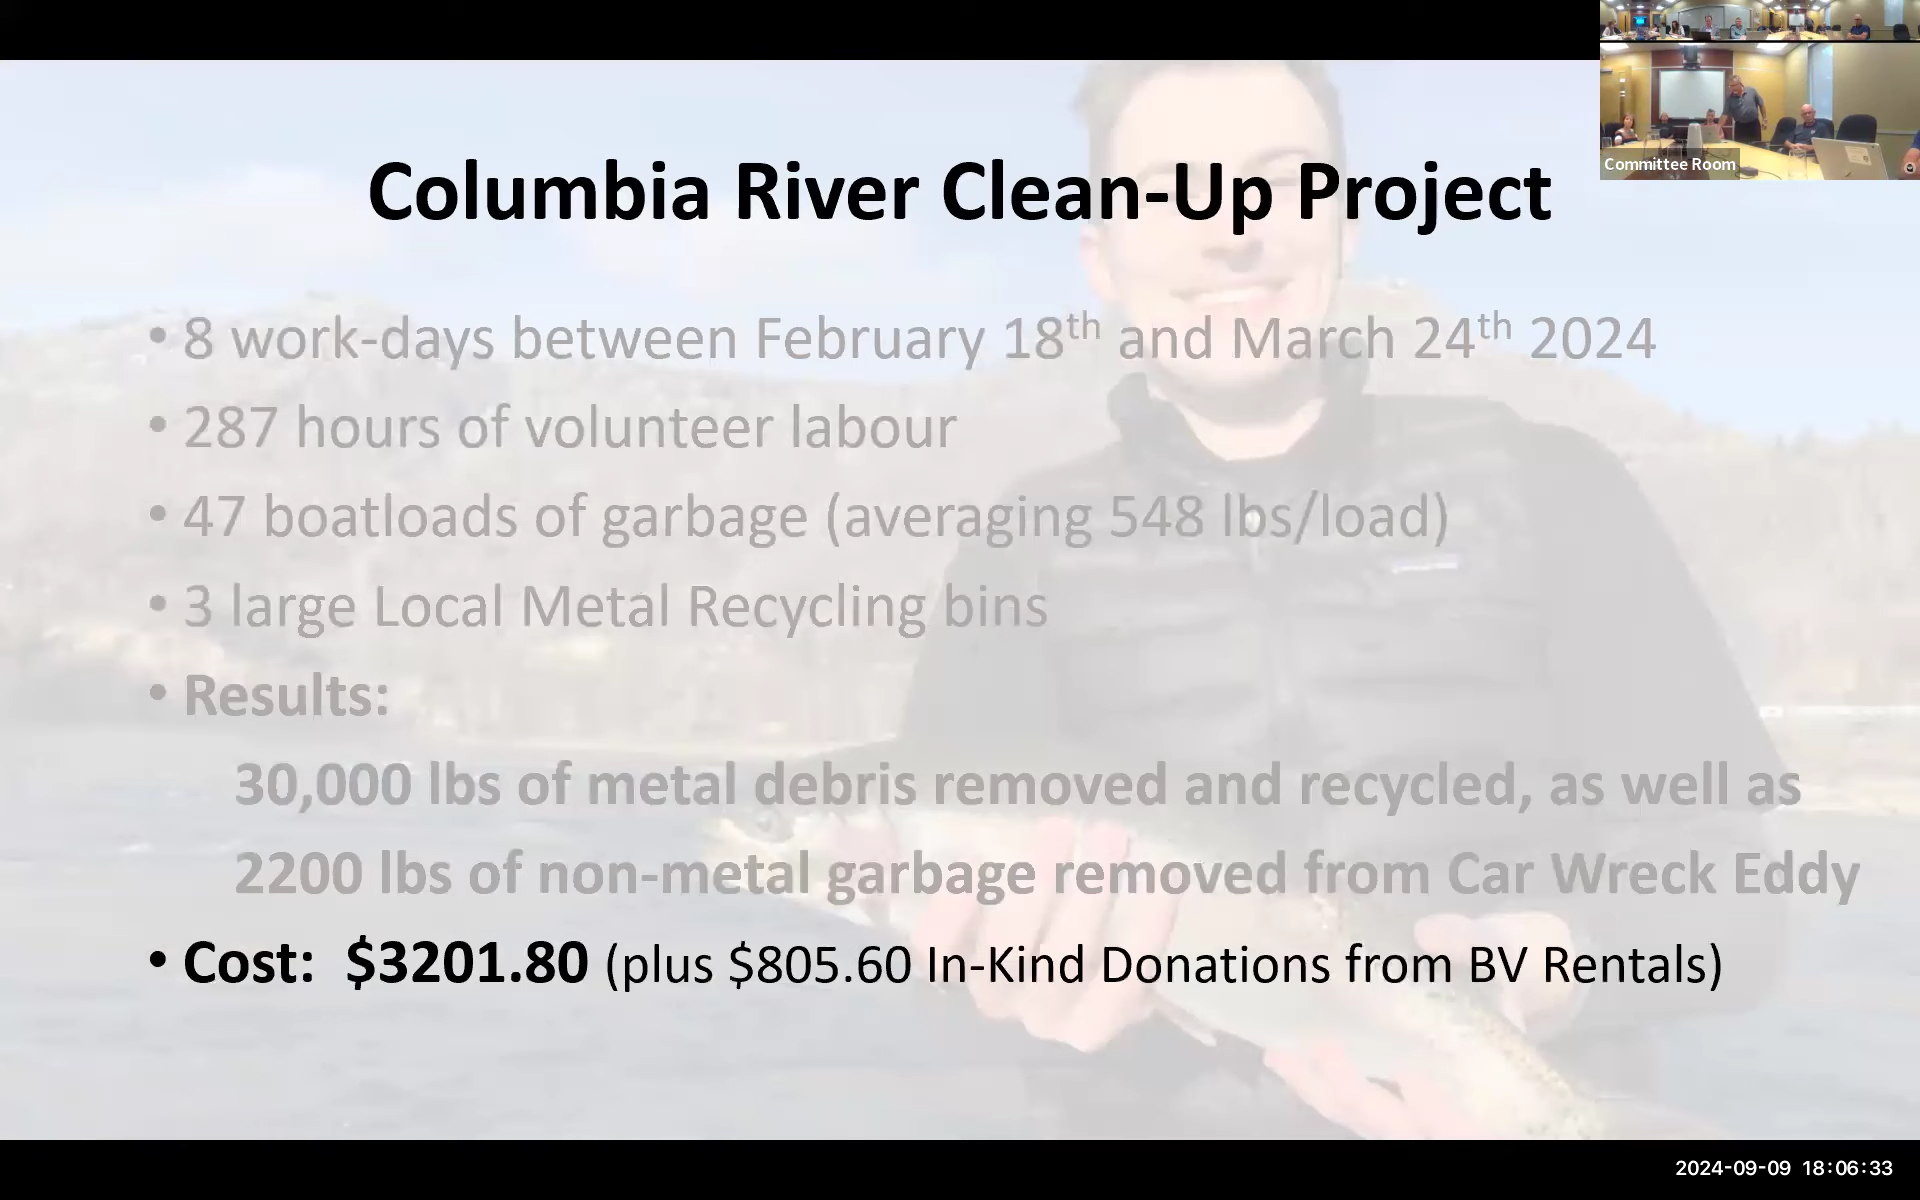 Committee Room
Columbia River Clean-Up Project
• 8 work-days between February 18th and March 24th 2024
• 287 hours of volunteer labour
• 47 boatloads of garbage (averaging 548 lbs/load)
• 3 large Local Metal Recycling bins
• Results:
30,000 lbs of metal debris removed and recycled, as well as
2200 lbs of non-metal garbage removed from Car Wreck Eddy
• Cost: $3201.80 (plus $805.60 In-Kind Donations from BV Rentals)
2024-09-09 18:06:33